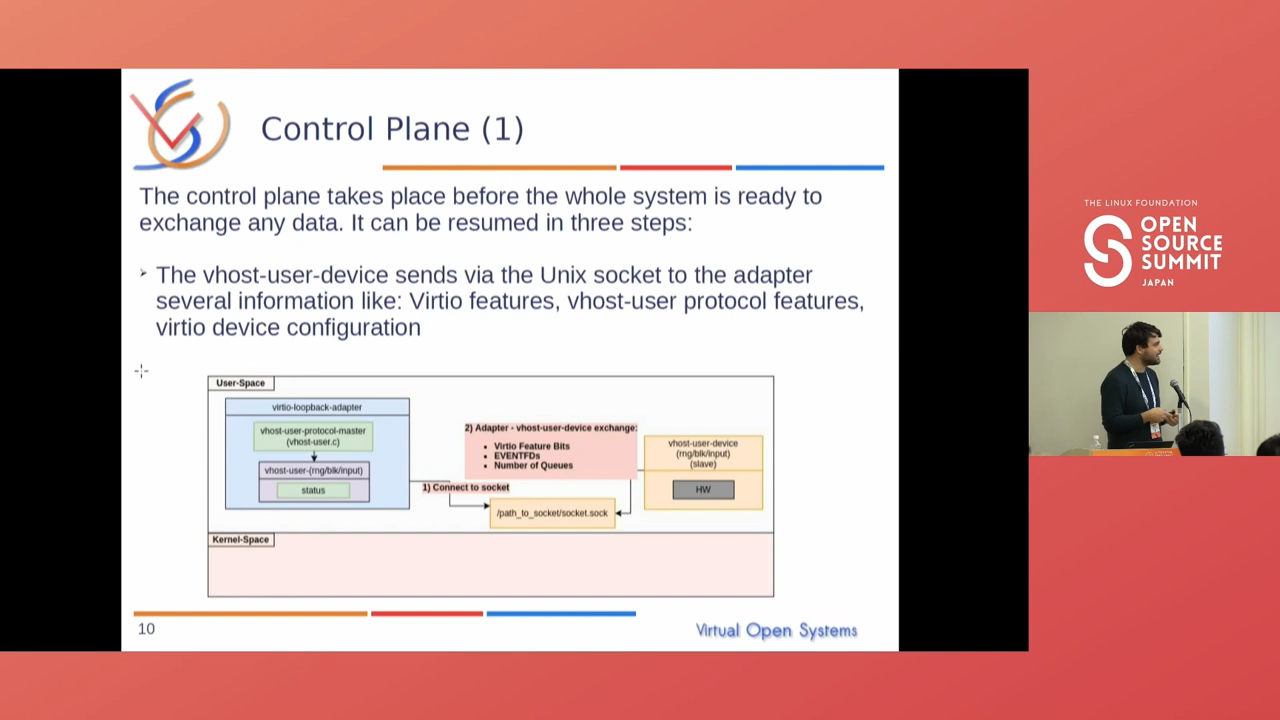 Control Plane (1)
The control plane takes place before the whole system is ready to
exchange any data. It can be resumed in three steps:
The vhost-user-device sends via the Unix socket to the adapter
several information like: Virtio features, vhost-user protocol features,
virtio device configuration
User-Space
virtio-loopback-adapter
vhost-user-protocol-master
(vhost-user.c)
vhost-user-(rng/blk/input)
status
2) Adapter - vhost-user-device exchange:
Virtio Feature Bits
EVENTFDs
Number of Queues
1) Connect to socket
/path_to_socket/socket.sock
vhost-user-device
(rng/blk/input)
(slave)
HW
Kernel-Space
10
Virtual Open Systems
THE LINUX FOUNDATION
OPEN
SOURCE
SUMMIT
JAPAN